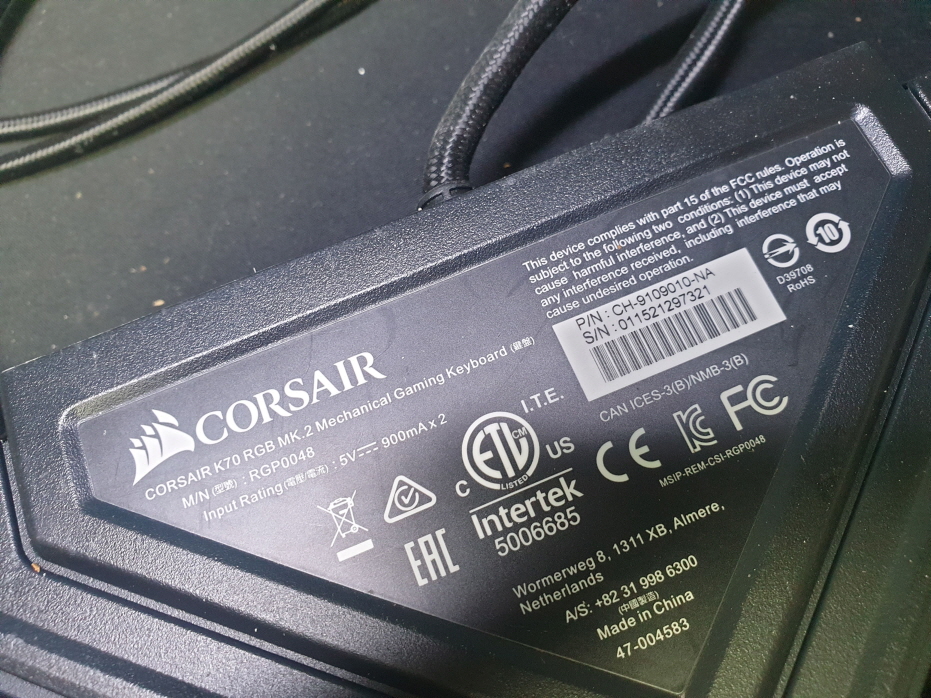 This device complies with part 15 of the FCC rules. Operation is
subject to the following two conditions: (1) This device may not
cause harmful interference, and (2) This device must accept
any interference received, including interference that may
cause undesired operation.
P/N : CH-9109010-NA
S/N : 011521297321
D39708
RoHS
10
CORSAIR
CORSAIR K70 RGB MK.2 Mechanical Gaming Keyboard (鍵盤)
M/N (型號) : RGP0048
Input Rating (電壓/電流) : 5V⎓ 900mA x 2
CAN ICES-3(B)/NMB-3(B)
I.T.E.
ETL CM
LISTED
C US
Intertek
5006685
CE
FC
MSIP-REM-CSI-RGP0048
EAC
Wormerweg 8, 1311 XB, Almere,
Netherlands
A/S: +82 31 998 6300
(中國製造)
Made in China
47-004583